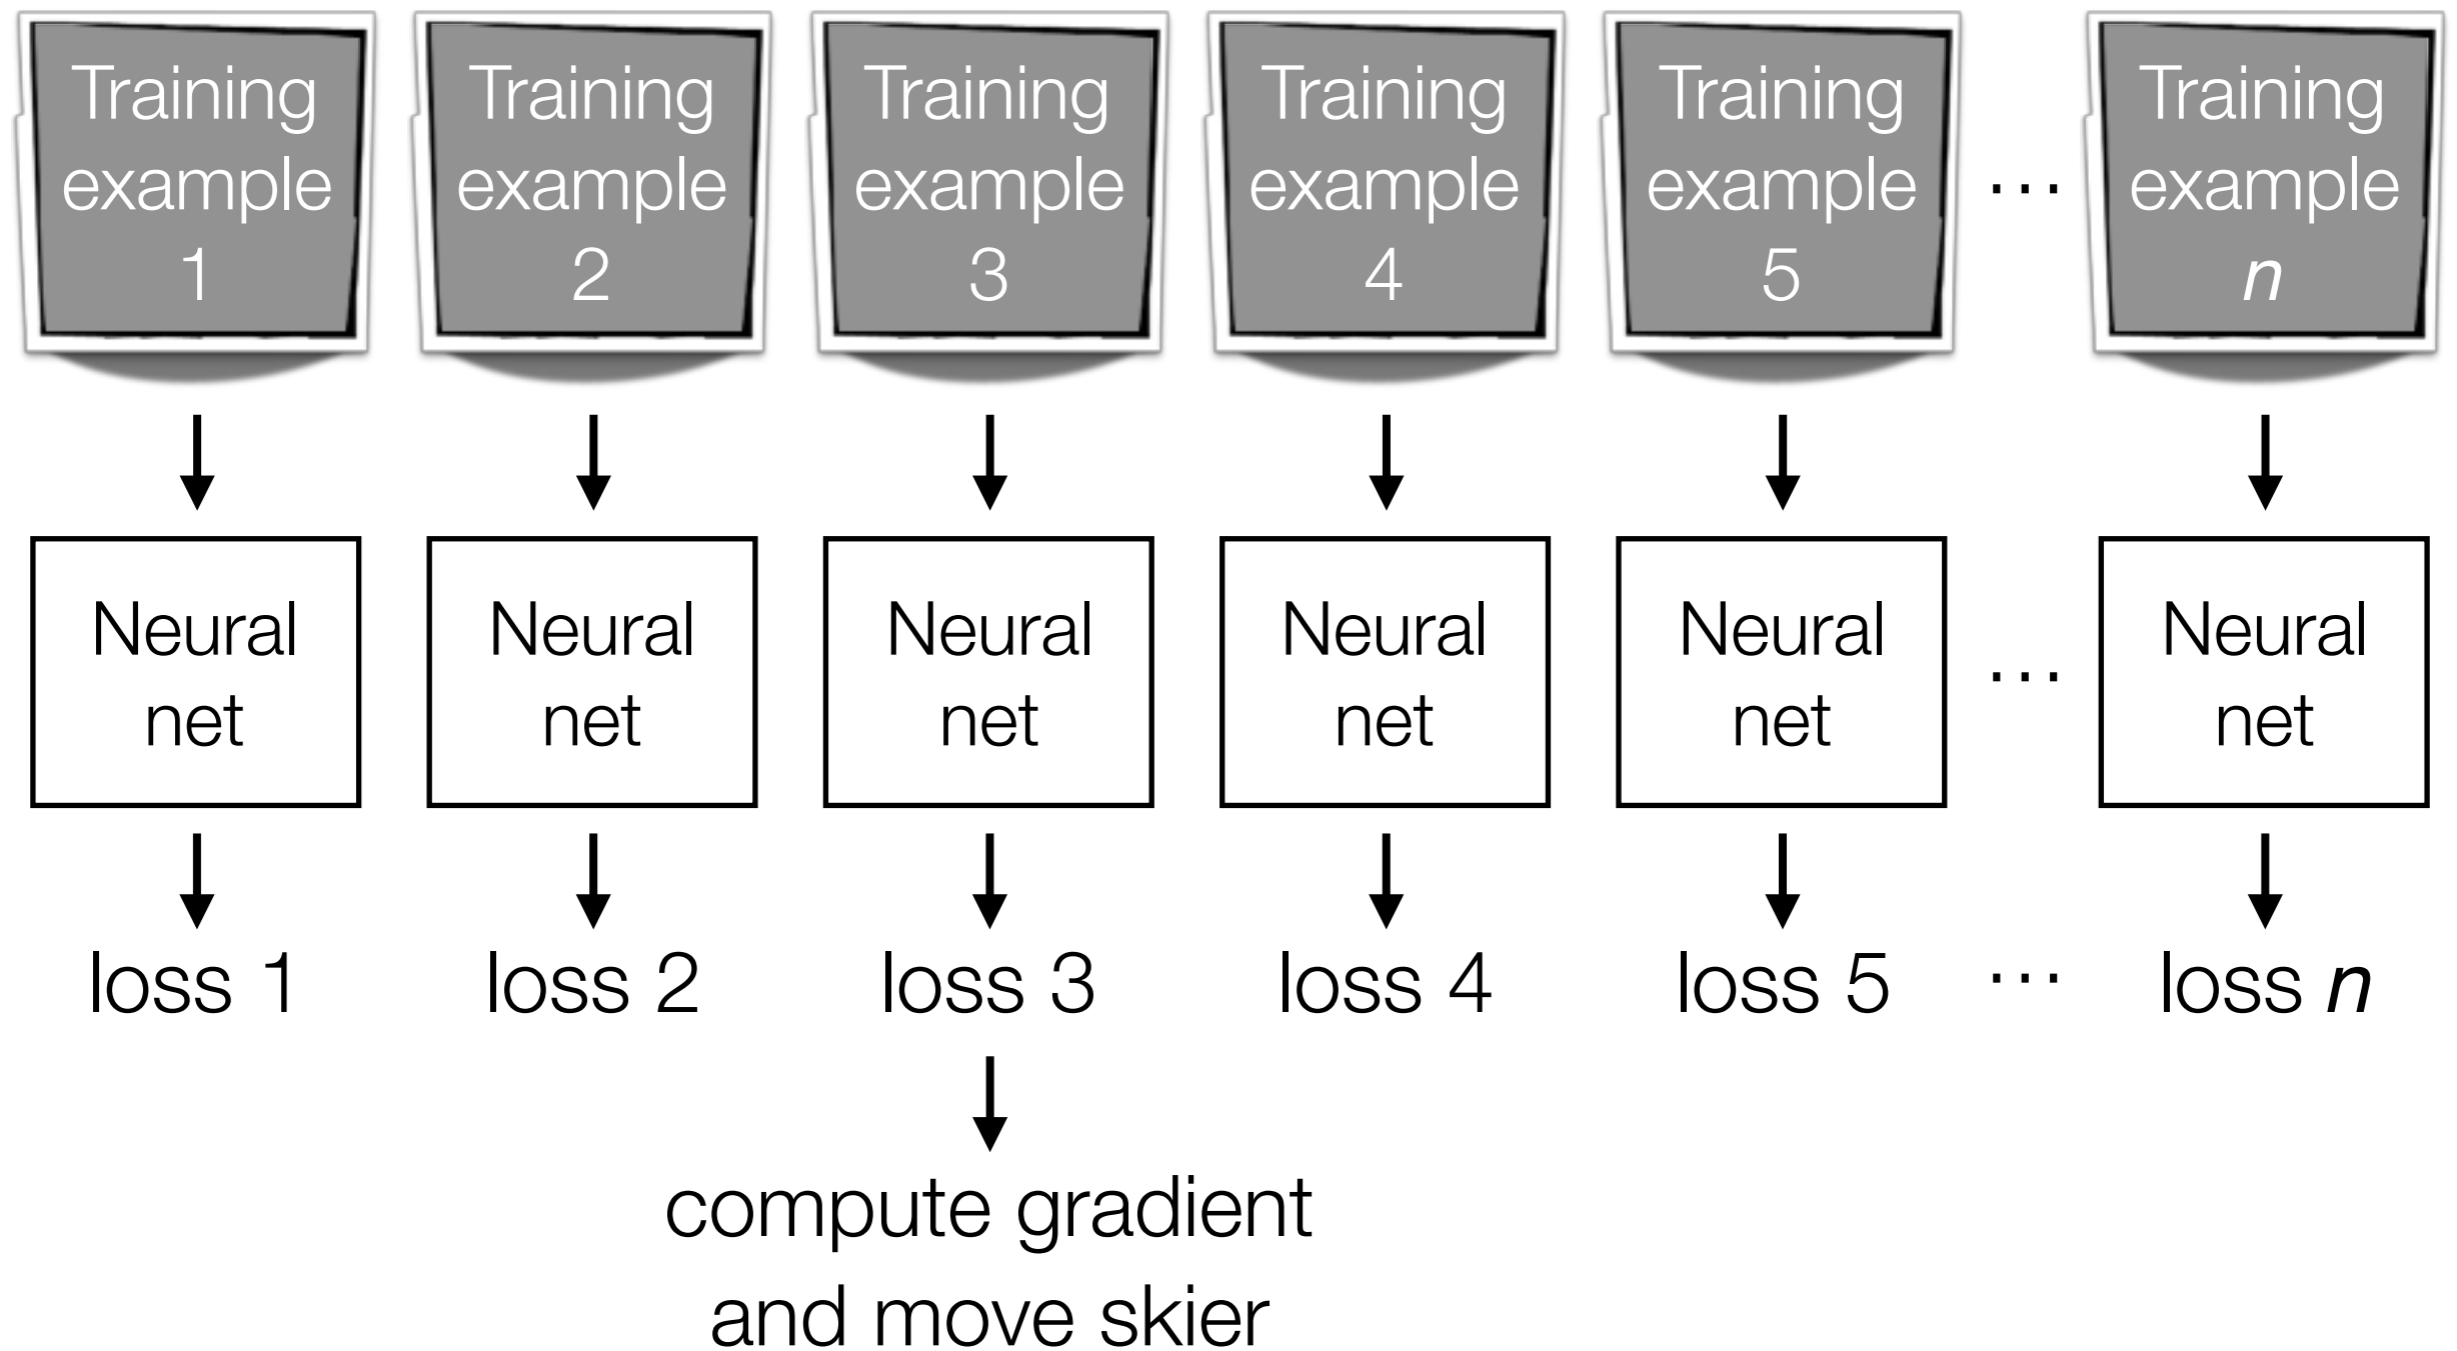 Training
example
1
Training
example
2
Training
example
3
Training
example
4
Training
example
5
...
Training
example
n
Neural
net
Neural
net
Neural
net
Neural
net
Neural
net
...
Neural
net
loss 1
loss 2
loss 3
loss 4
loss 5
...
loss n
compute gradient
and move skier